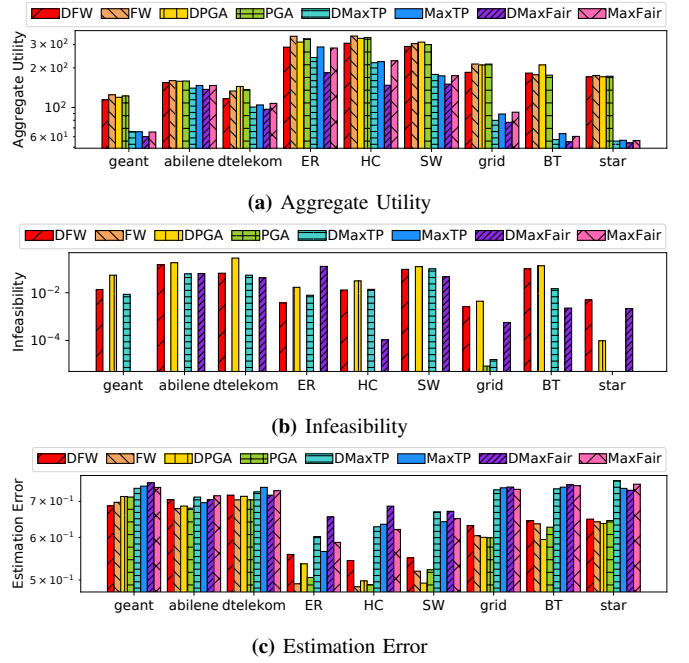 DFW FW DPGA PGA DMaxTP MaxTP DMaxFair MaxFair
Aggregate Utility
3 × 10²
2 × 10²
10²
6 × 10¹
geant abilene dtelekom ER HC SW grid BT star
(a) Aggregate Utility
DFW FW DPGA PGA DMaxTP MaxTP DMaxFair MaxFair
Infeasibility
10⁻²
10⁻⁴
geant abilene dtelekom ER HC SW grid BT star
(b) Infeasibility
DFW FW DPGA PGA DMaxTP MaxTP DMaxFair MaxFair
Estimation Error
7 × 10⁻¹
6 × 10⁻¹
5 × 10⁻¹
geant abilene dtelekom ER HC SW grid BT star
(c) Estimation Error